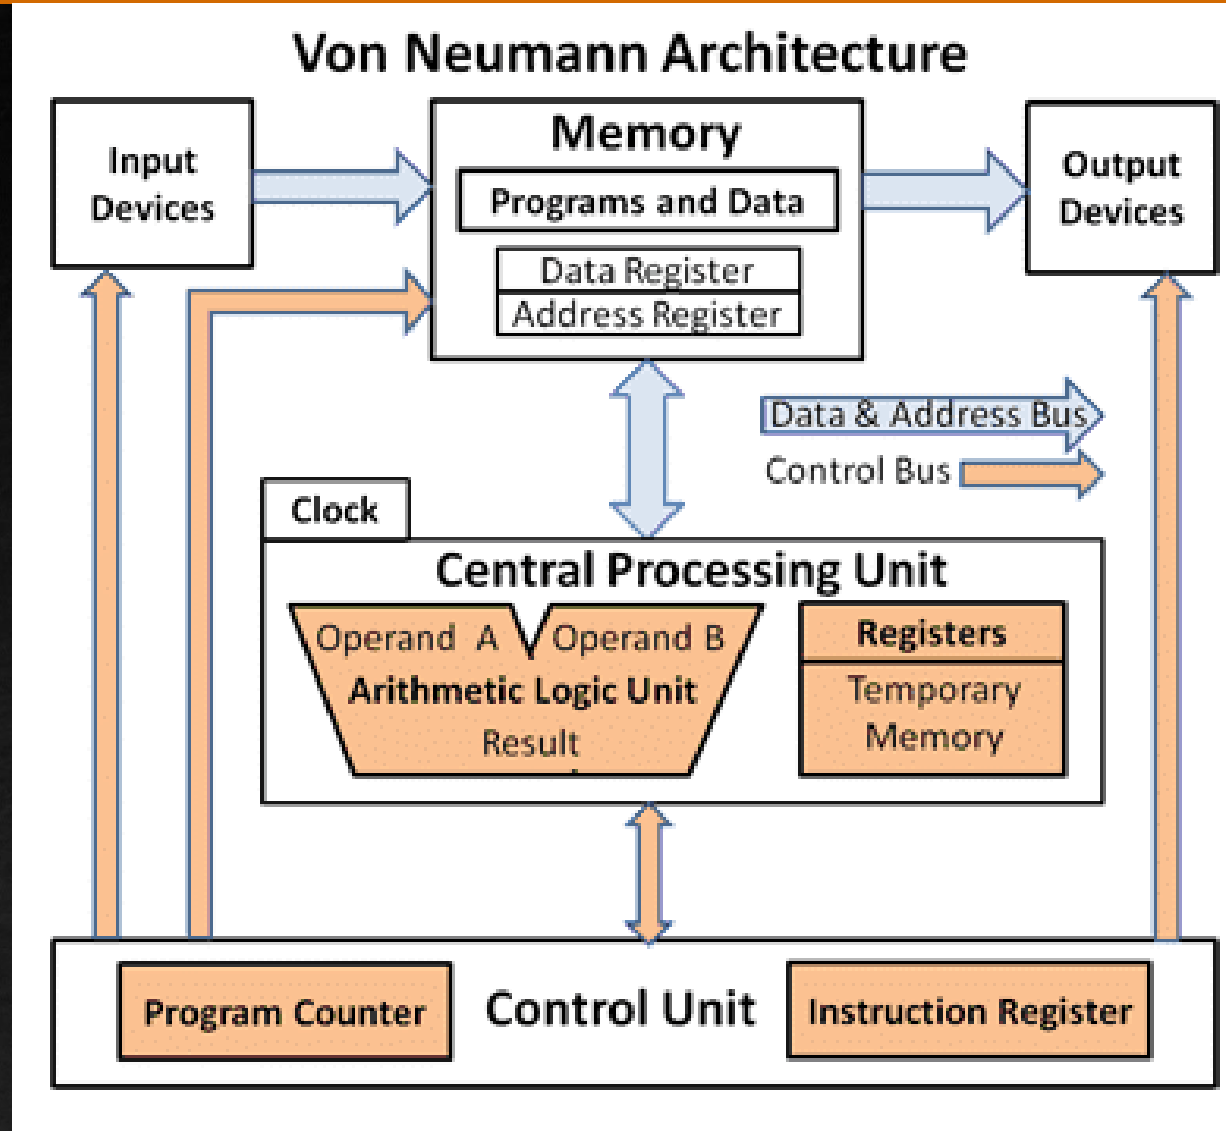 Von Neumann Architecture
Input
Devices
Memory
Programs and Data
Data Register
Address Register
Output
Devices
Data & Address Bus
Control Bus
Clock
Central Processing Unit
Operand A
Operand B
Arithmetic Logic Unit
Result
Registers
Temporary
Memory
Program Counter
Control Unit
Instruction Register